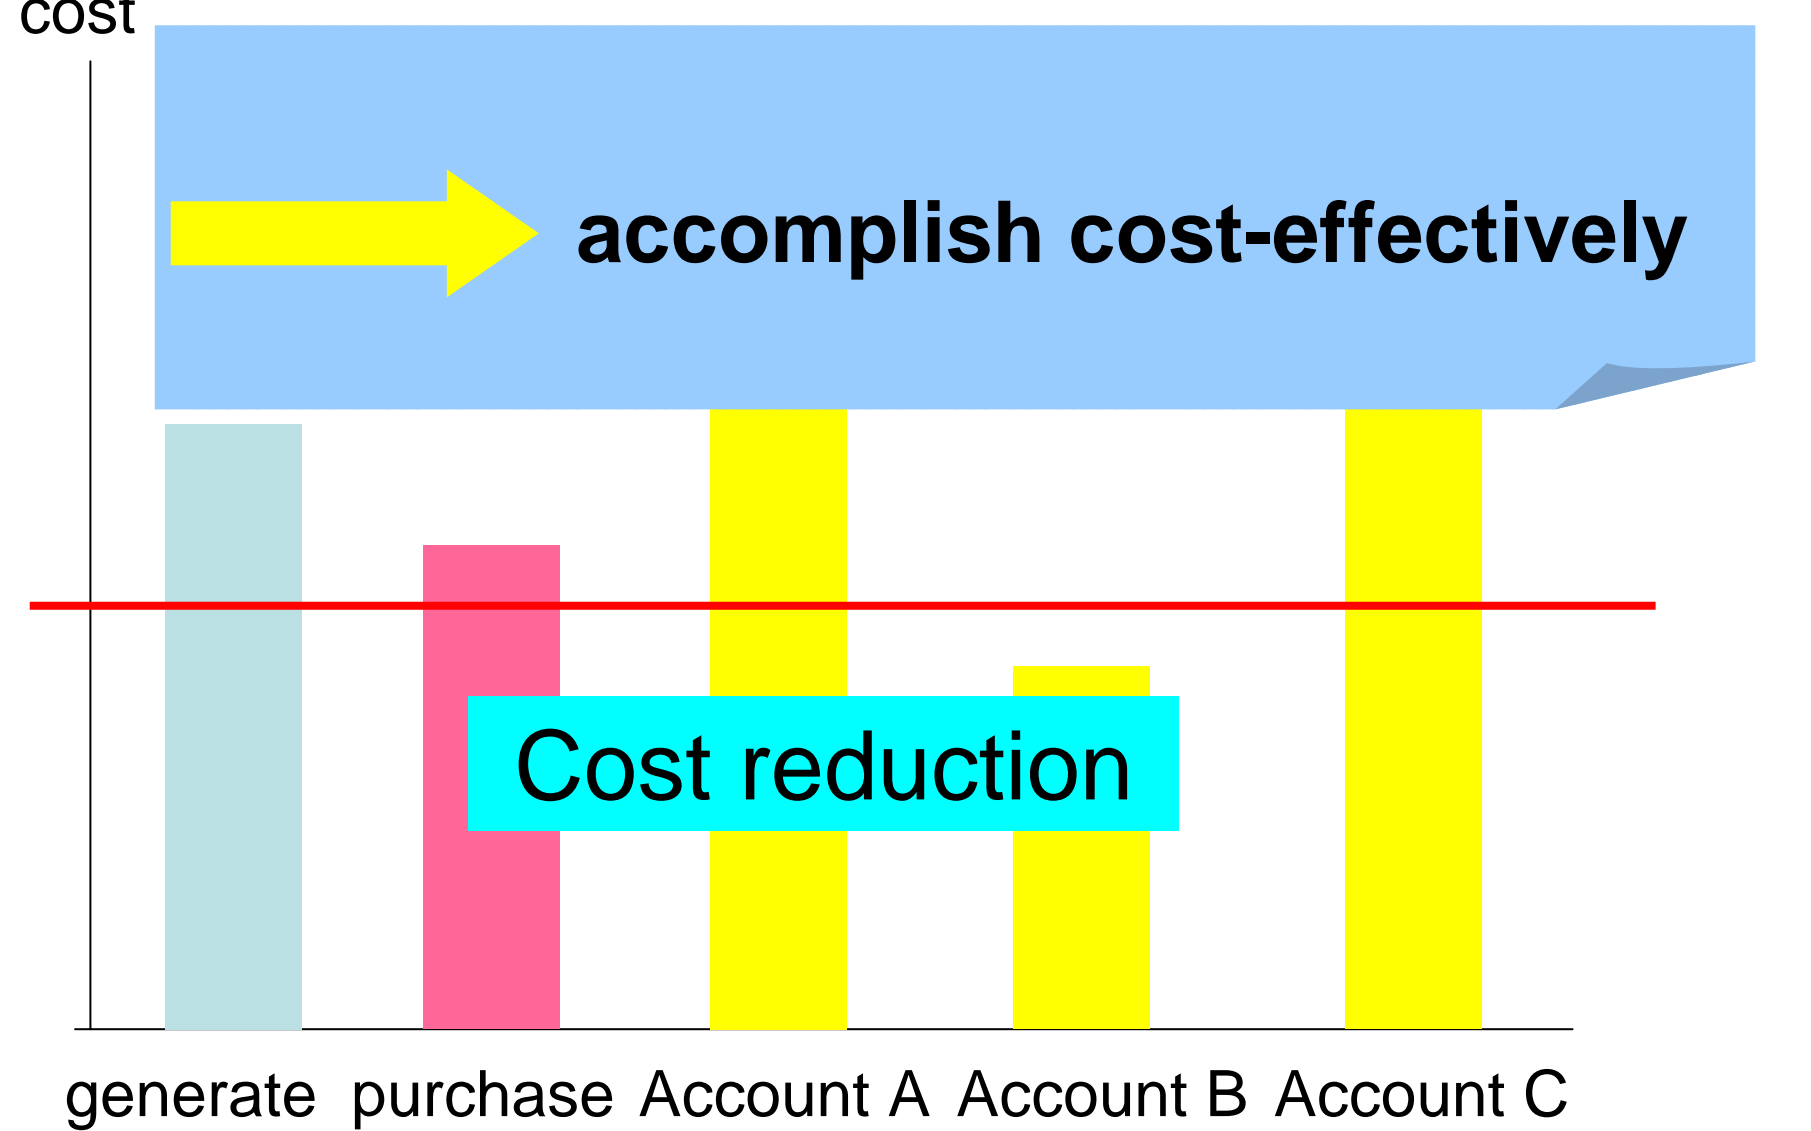 cost
accomplish cost-effectively
Cost reduction
generate purchase Account A Account B Account C